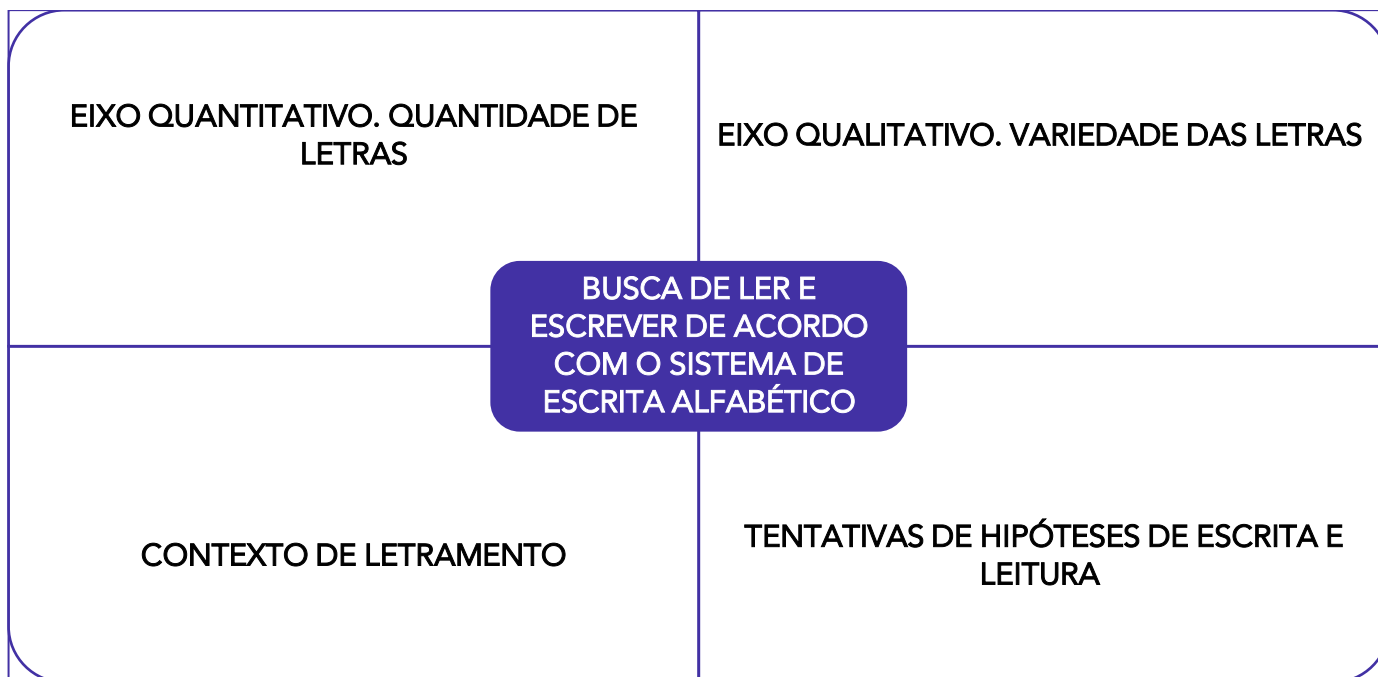 EIXO QUANTITATIVO. QUANTIDADE DE
LETRAS
EIXO QUALITATIVO. VARIEDADE DAS LETRAS
BUSCA DE LER E
ESCREVER DE ACORDO
COM O SISTEMA DE
ESCRITA ALFABÉTICO
CONTEXTO DE LETRAMENTO
TENTATIVAS DE HIPÓTESES DE ESCRITA E
LEITURA